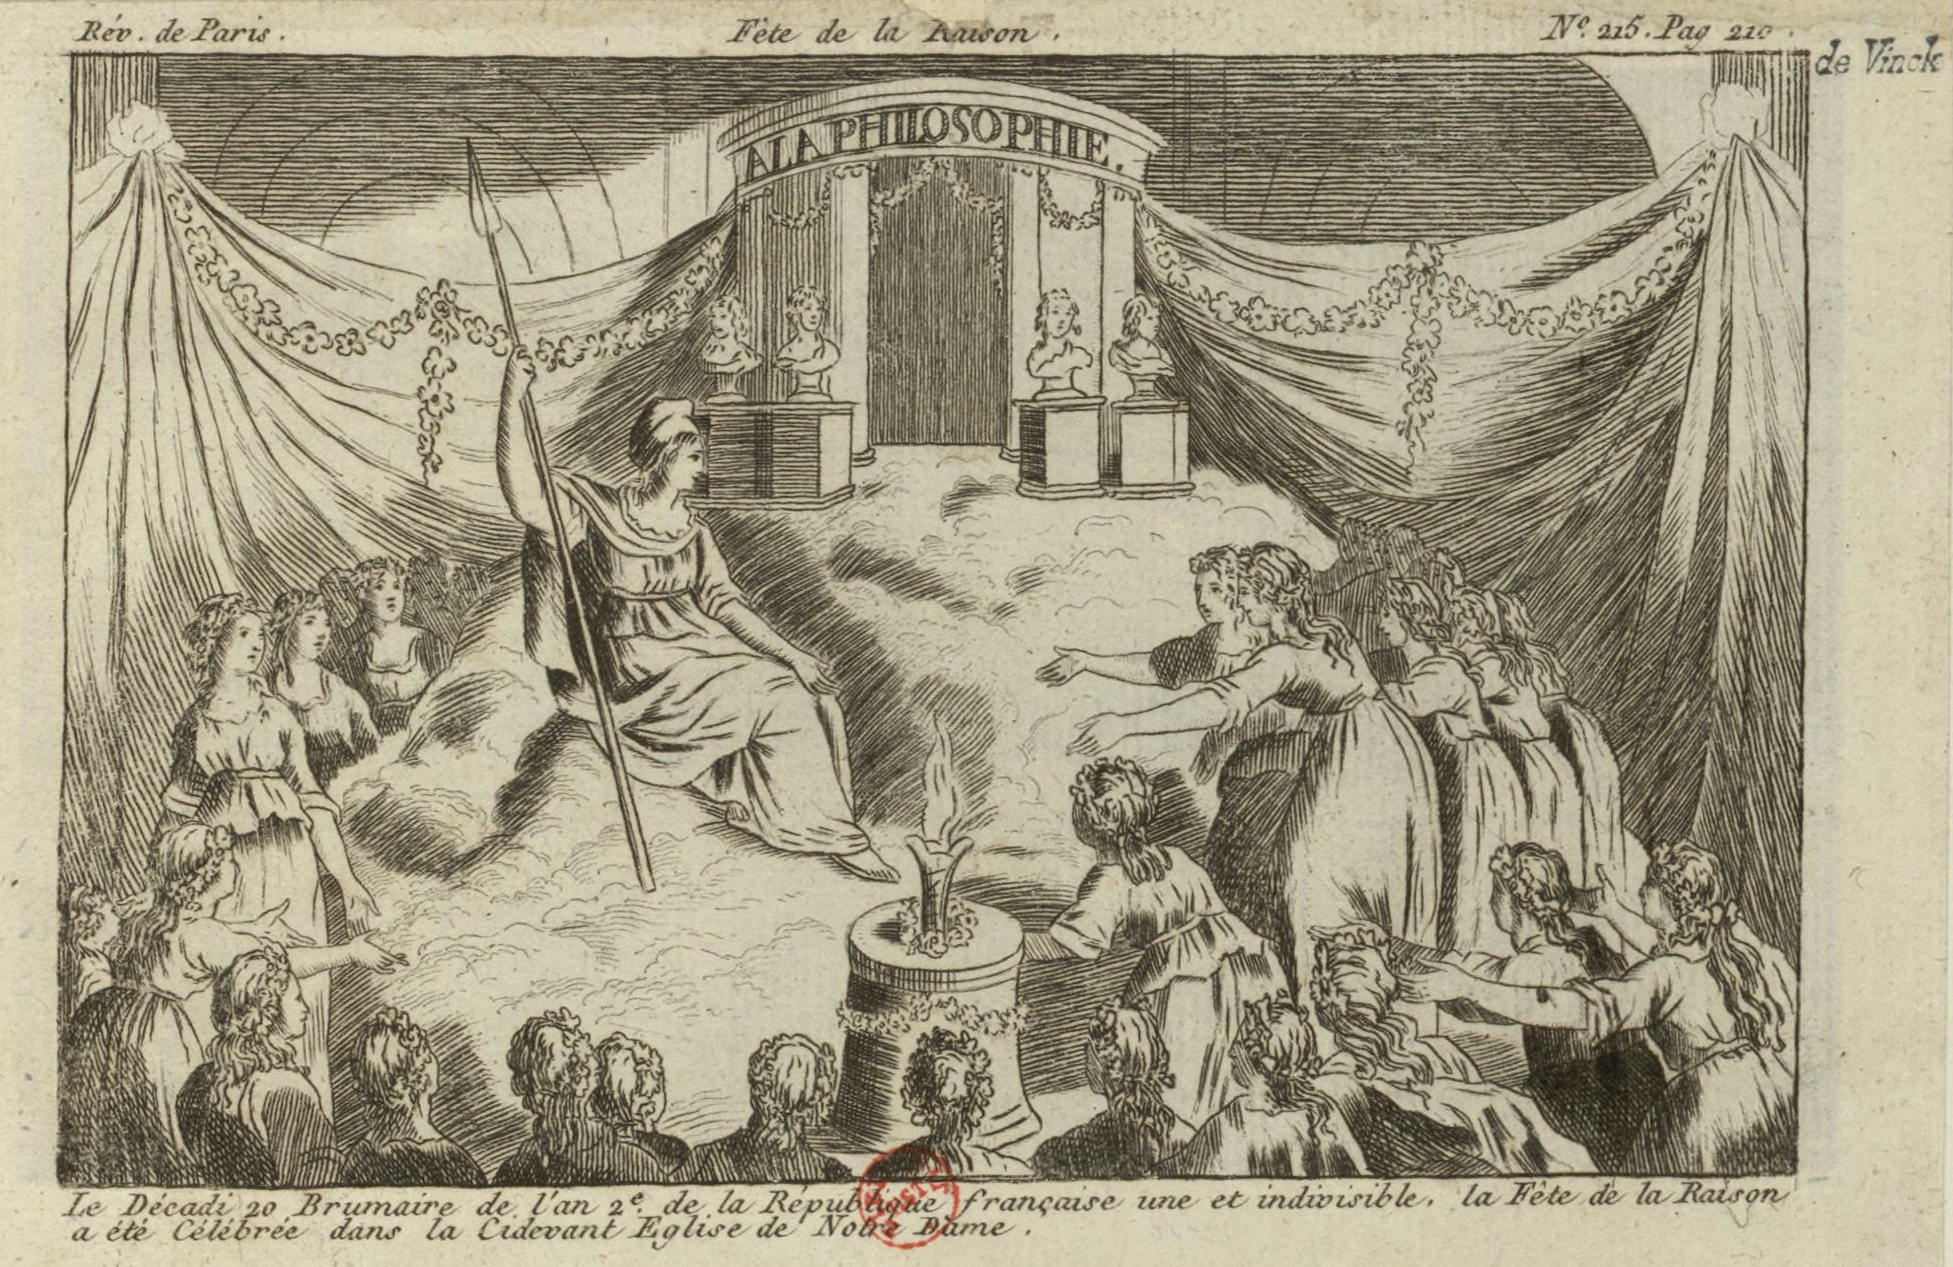 Rév. de Paris.
Fête de la Raison.
Nº. 215. Pag 210.
de Vinck
A LA PHILOSOPHIE.
Le Décadi 20 Brumaire de l'an 2e. de la République française une et indivisible. la Fête de la Raison
a été Célébrée dans la Cidevant Eglise de Notre Dame.